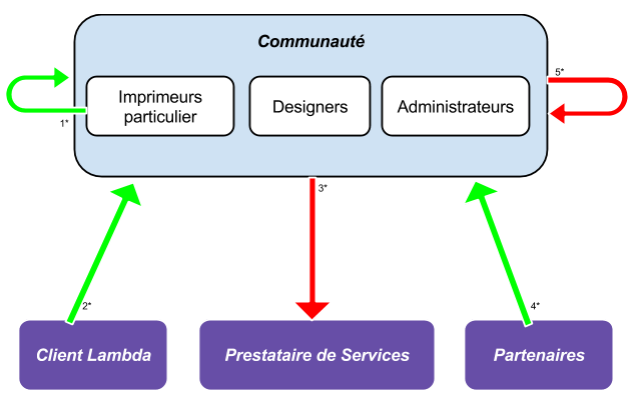 Communauté
5*
Imprimeurs
particulier
Designers
Administrateurs
1*
3*
2*
4*
Client Lambda
Prestataire de Services
Partenaires